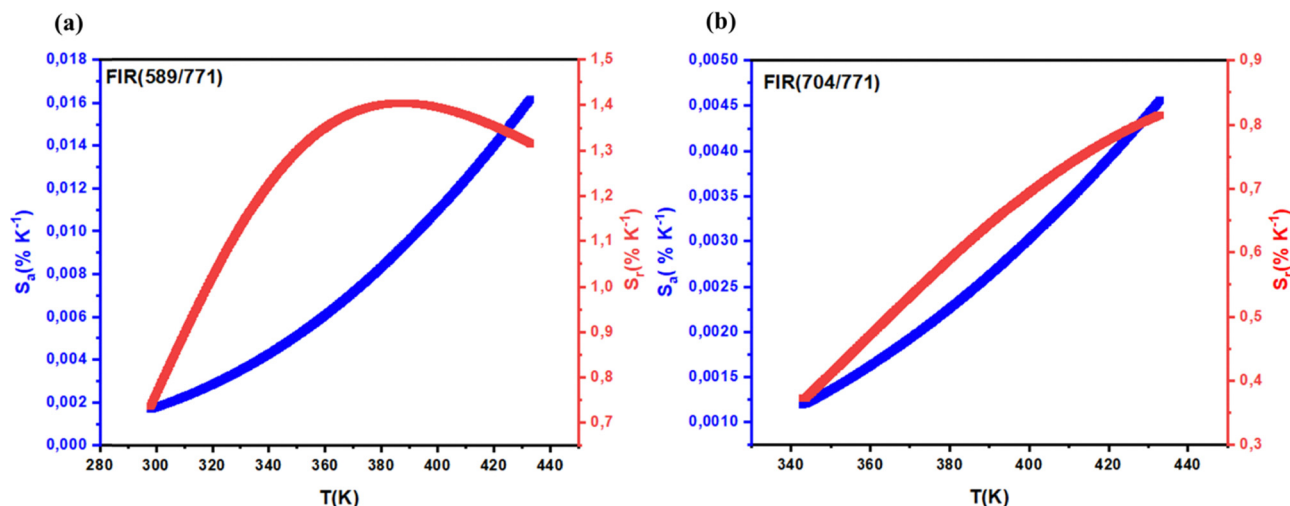 (a)
FIR(589/771)
0,018
0,016
0,014
0,012
0,010
0,008
0,006
0,004
0,002
0,000
Sa(% K-1)
1,5
1,4
1,3
1,2
1,1
1,0
0,9
0,8
0,7
Sr(% K-1)
280 300 320 340 360 380 400 420 440
T(K)
(b)
FIR(704/771)
0,0050
0,0045
0,0040
0,0035
0,0030
0,0025
0,0020
0,0015
0,0010
Sa( % K-1)
0,9
0,8
0,7
0,6
0,5
0,4
0,3
Sr(% K-1)
340 360 380 400 420 440
T(K)